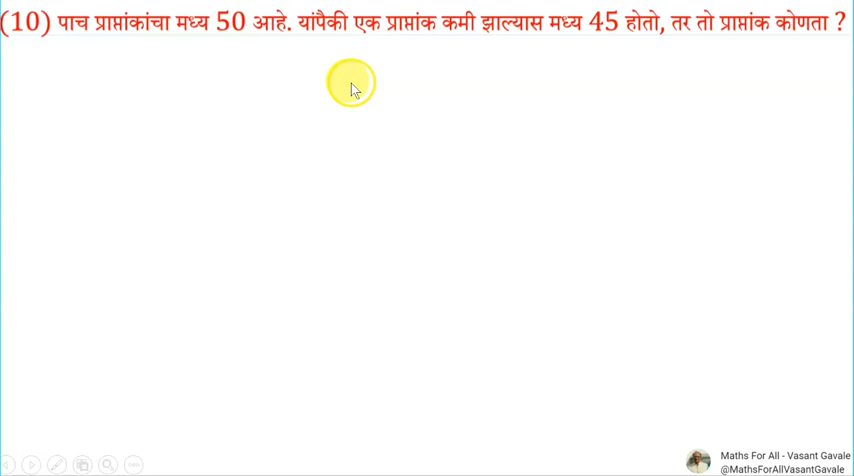 (10) पाच प्राप्तांकांचा मध्य 50 आहे. यांपैकी एक प्राप्तांक कमी झाल्यास मध्य 45 होतो, तर तो प्राप्तांक कोणता ?
Maths For All - Vasant Gavale
@MathsForAllVasantGavale